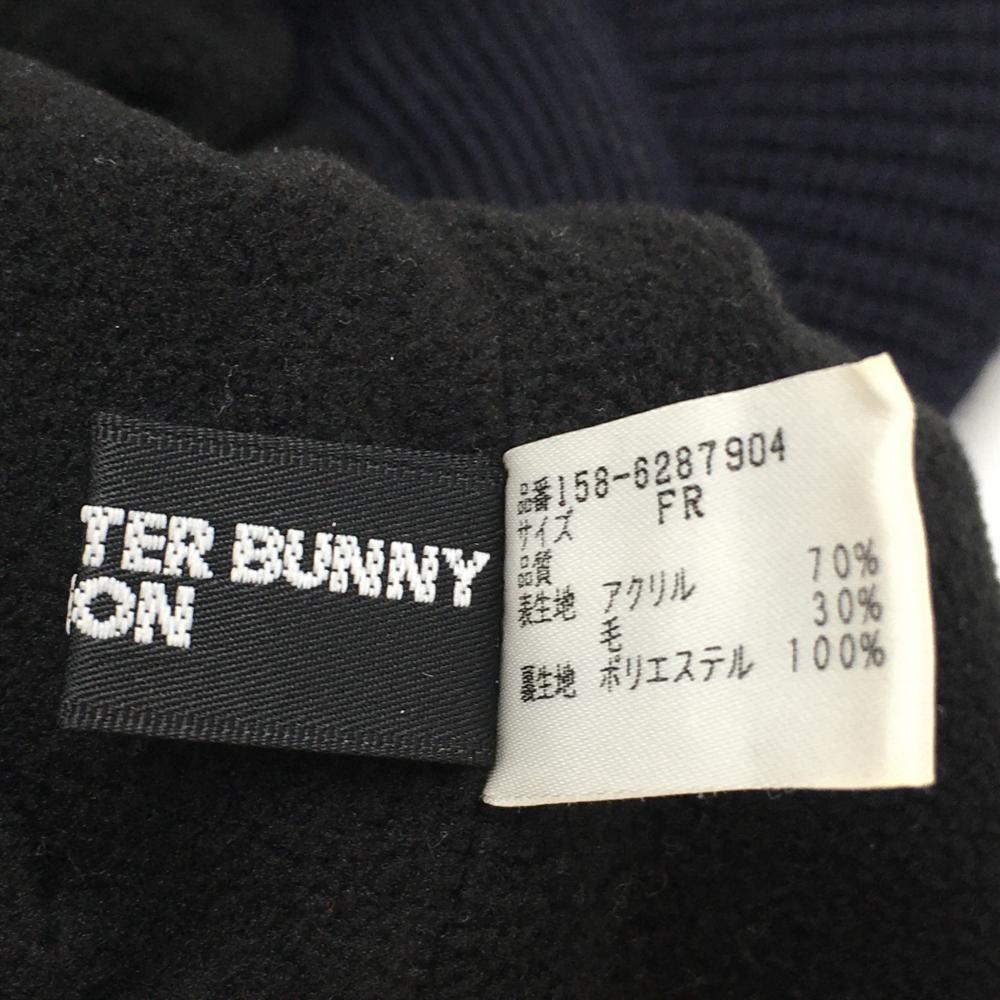 TER BUNNY
ON
品番158-6287904
サイズ FR
品質
表生地 アクリル 70%
毛 30%
裏生地 ポリエステル 100%